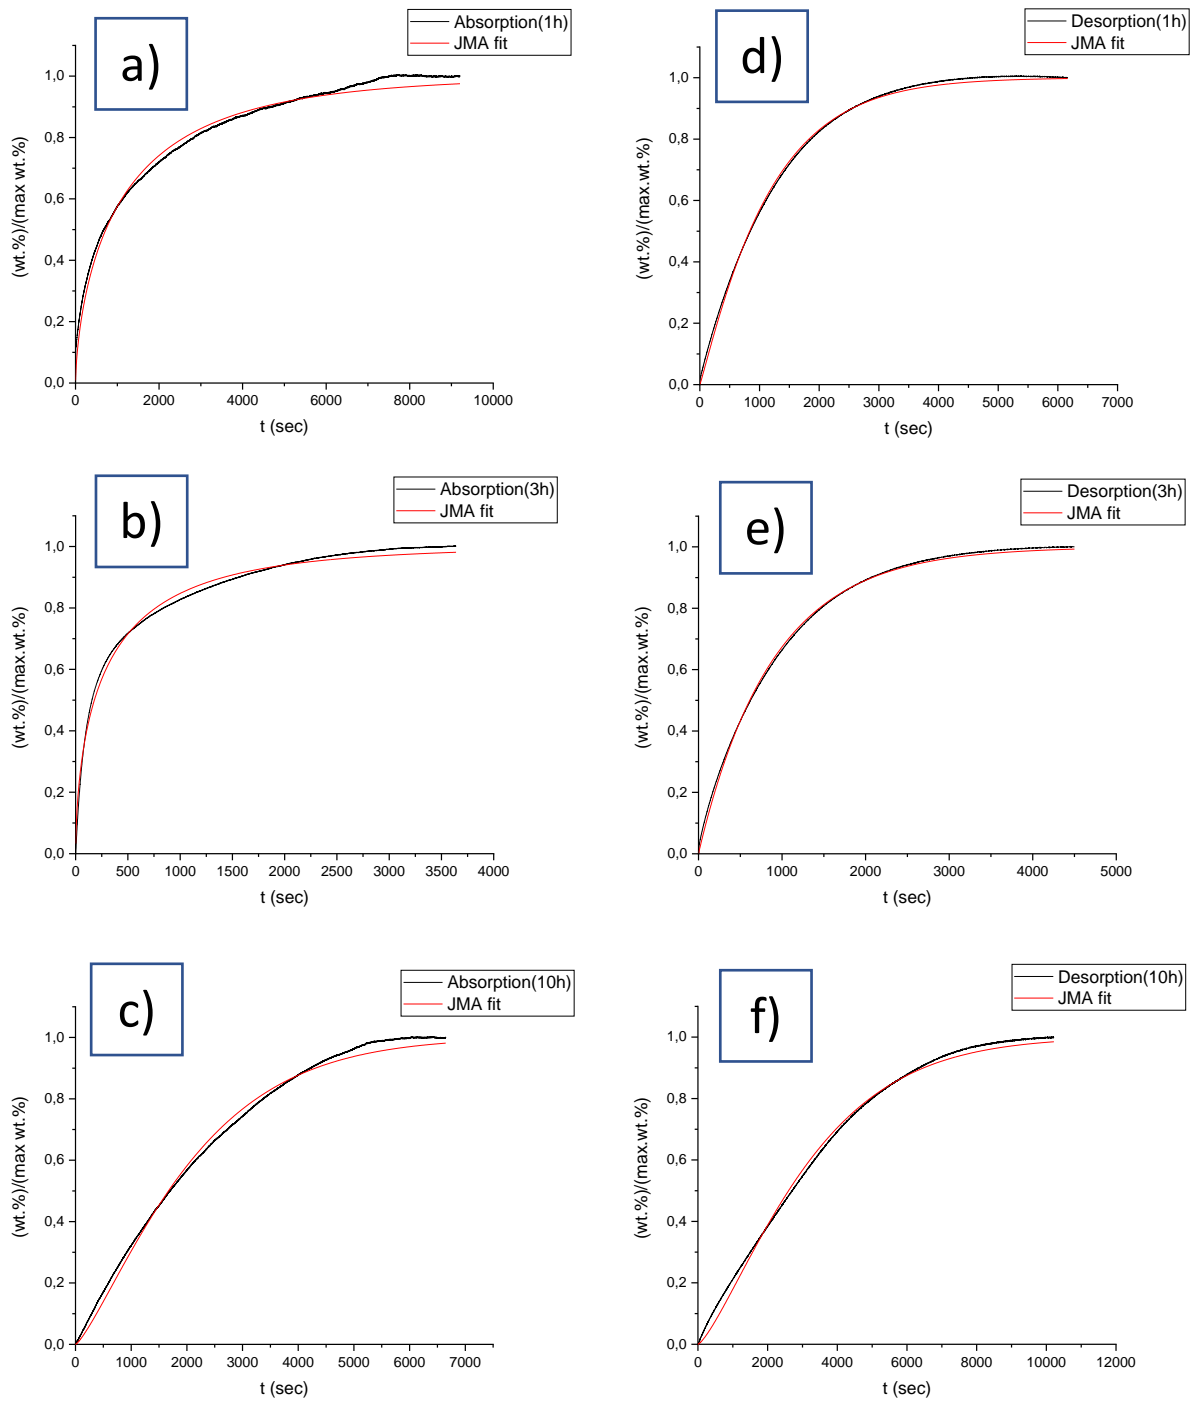 a)
Absorption(1h)
JMA fit
(wt.%)/(max wt.%)
1,0
0,8
0,6
0,4
0,2
0,0
0 2000 4000 6000 8000 10000
t (sec)
d)
Desorption(1h)
JMA fit
(wt.%)/(max.wt.%)
1,0
0,8
0,6
0,4
0,2
0,0
0 1000 2000 3000 4000 5000 6000 7000
t (sec)
b)
Absorption(3h)
JMA fit
(wt.%)/(max.wt.%)
1,0
0,8
0,6
0,4
0,2
0,0
0 500 1000 1500 2000 2500 3000 3500 4000
t (sec)
e)
Desorption(3h)
JMA fit
(wt.%)/(max.wt.%)
1,0
0,8
0,6
0,4
0,2
0,0
0 1000 2000 3000 4000 5000
t (sec)
c)
Absorption(10h)
JMA fit
(wt.%)/(max wt.%)
1,0
0,8
0,6
0,4
0,2
0,0
0 1000 2000 3000 4000 5000 6000 7000
t (sec)
f)
Desorption(10h)
JMA fit
(wt.%)/(max.wt.%)
1,0
0,8
0,6
0,4
0,2
0,0
0 2000 4000 6000 8000 10000 12000
t (sec)